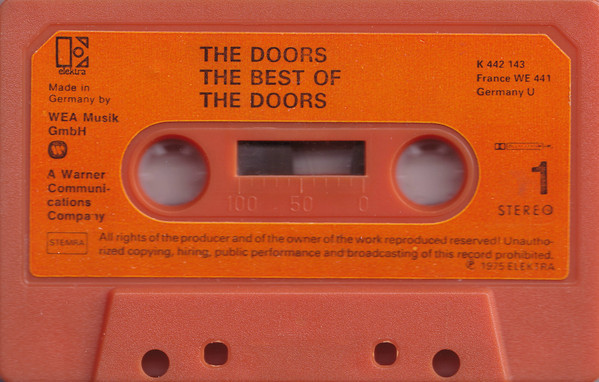 elektra
Made in
Germany by
WEA Musik
GmbH
A Warner
Communi-
cations
Company
THE DOORS
THE BEST OF
THE DOORS
K 442 143
France WE 441
Germany U
1
STEREO
100 50 0
STEMRA
All rights of the producer and of the owner of the work reproduced reserved! Unautho-
rized copying, hiring, public performance and broadcasting of this record prohibited.
℗ 1975 ELEKTRA